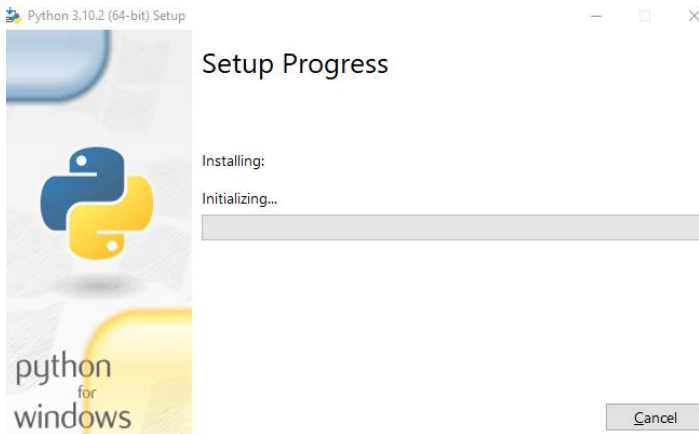 Python 3.10.2 (64-bit) Setup
Setup Progress
Installing:
Initializing...
python
for
windows
Cancel